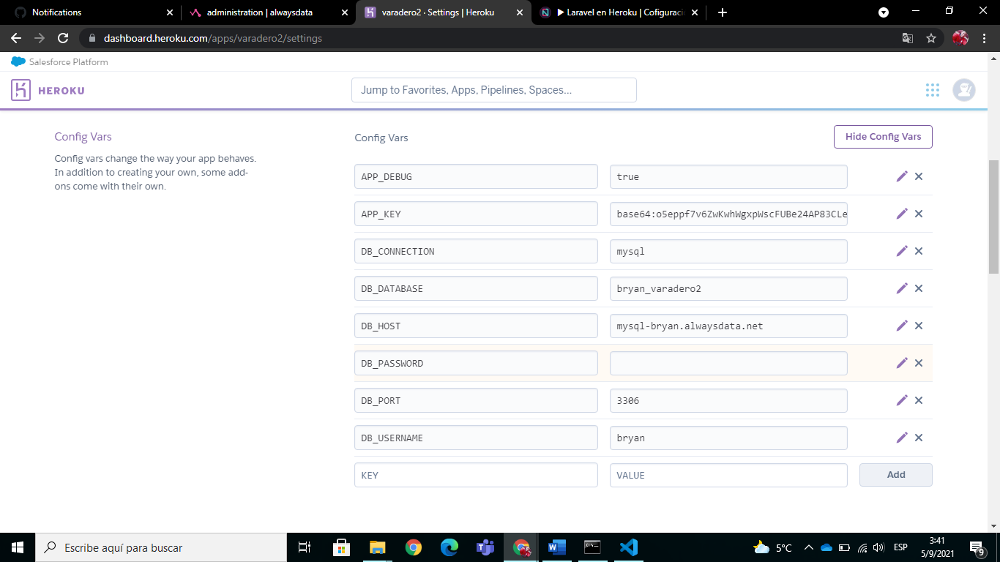 Notifications
administration | alwaysdata
varadero2 · Settings | Heroku
Laravel en Heroku | Cofiguraci
dashboard.heroku.com/apps/varadero2/settings
Salesforce Platform
HEROKU
Jump to Favorites, Apps, Pipelines, Spaces...
Config Vars
Config vars change the way your app behaves.
In addition to creating your own, some add-
ons come with their own.
Config Vars
Hide Config Vars
APP_DEBUG true
APP_KEY base64:o5eppf7v6ZwKwhWgxpWscFUBe24AP83CLe
DB_CONNECTION mysql
DB_DATABASE bryan_varadero2
DB_HOST mysql-bryan.alwaysdata.net
DB_PASSWORD
DB_PORT 3306
DB_USERNAME bryan
KEY VALUE Add
Escribe aquí para buscar
5°C
ESP
3:41
5/9/2021
9